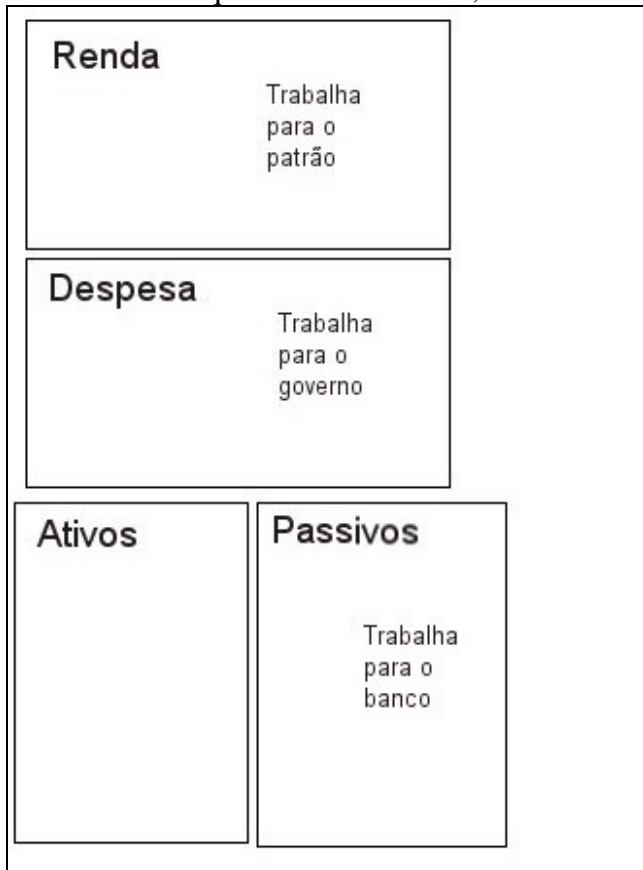 Renda
Trabalha
para o
patrão
Despesa
Trabalha
para o
governo
Ativos
Passivos
Trabalha
para o
banco